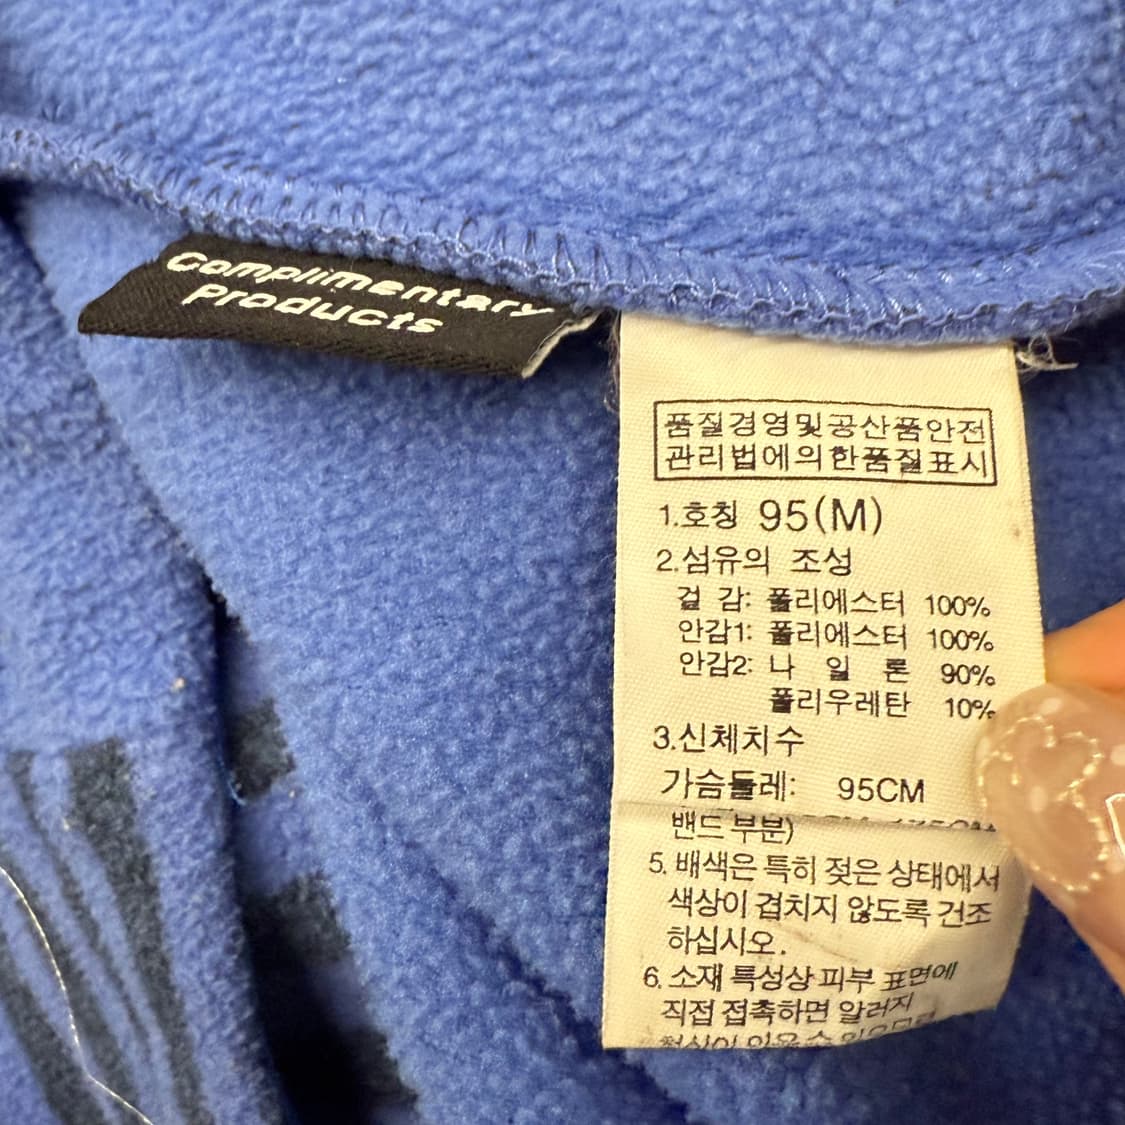 Complimentary
Products
품질경영및공산품안전
관리법에의한품질표시
1.호칭 95(M)
2.섬유의 조성
겉 감: 폴리에스터 100%
안감1: 폴리에스터 100%
안감2: 나 일 론 90%
폴리우레탄 10%
3.신체치수
가슴둘레: 95CM
밴드 부분)
5. 배색은 특히 젖은 상태에서
색상이 겹치지 않도록 건조
하십시오.
6. 소재 특성상 피부 표면에
직접 접촉하면 알러지